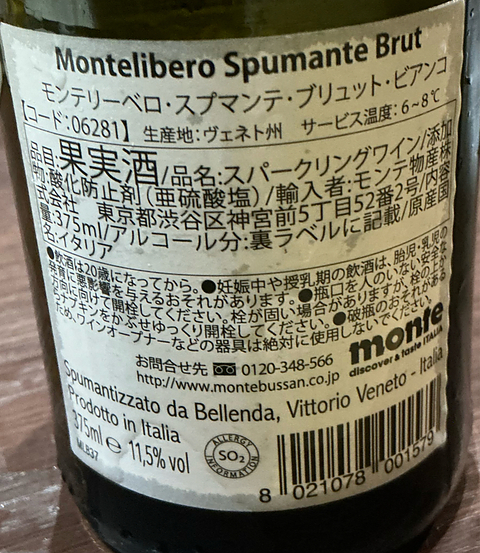 Montelibero Spumante Brut
モンテリーベロ・スプマンテ・ブリュット・ビアンコ
【コード:06281】 生産地:ヴェネト州 サービス温度:6~8℃
品目:果実酒/品名:スパークリングワイン/添加
物:酸化防止剤(亜硫酸塩)/輸入者:モンテ物産株
式会社 東京都渋谷区神宮前5丁目52番2号/内容
量:375ml/アルコール分:裏ラベルに記載/原産国
名:イタリア
●飲酒は20歳になってから。●妊娠中や授乳期の飲酒は、胎児・乳児の
発育に悪影響を与えるおそれがあります。●瓶口を人のいない安全な
方向に向けて開栓してください。栓が固い場合がありますが、栓の上
からナプキンをかぶせゆっくり開栓してください。●破瓶のおそれがある
ため、ワインオープナーなどの器具は絶対に使用しないでください。
お問合せ先 0120-348-566
http://www.montebussan.co.jp
monte
discover & taste ITALIA
Spumantizzato da Bellenda, Vittorio Veneto - Italia
Prodotto in Italia
375ml e 11,5% vol
MLB37
ALLERGY
SO2
INFORMATION
8 021078 001579